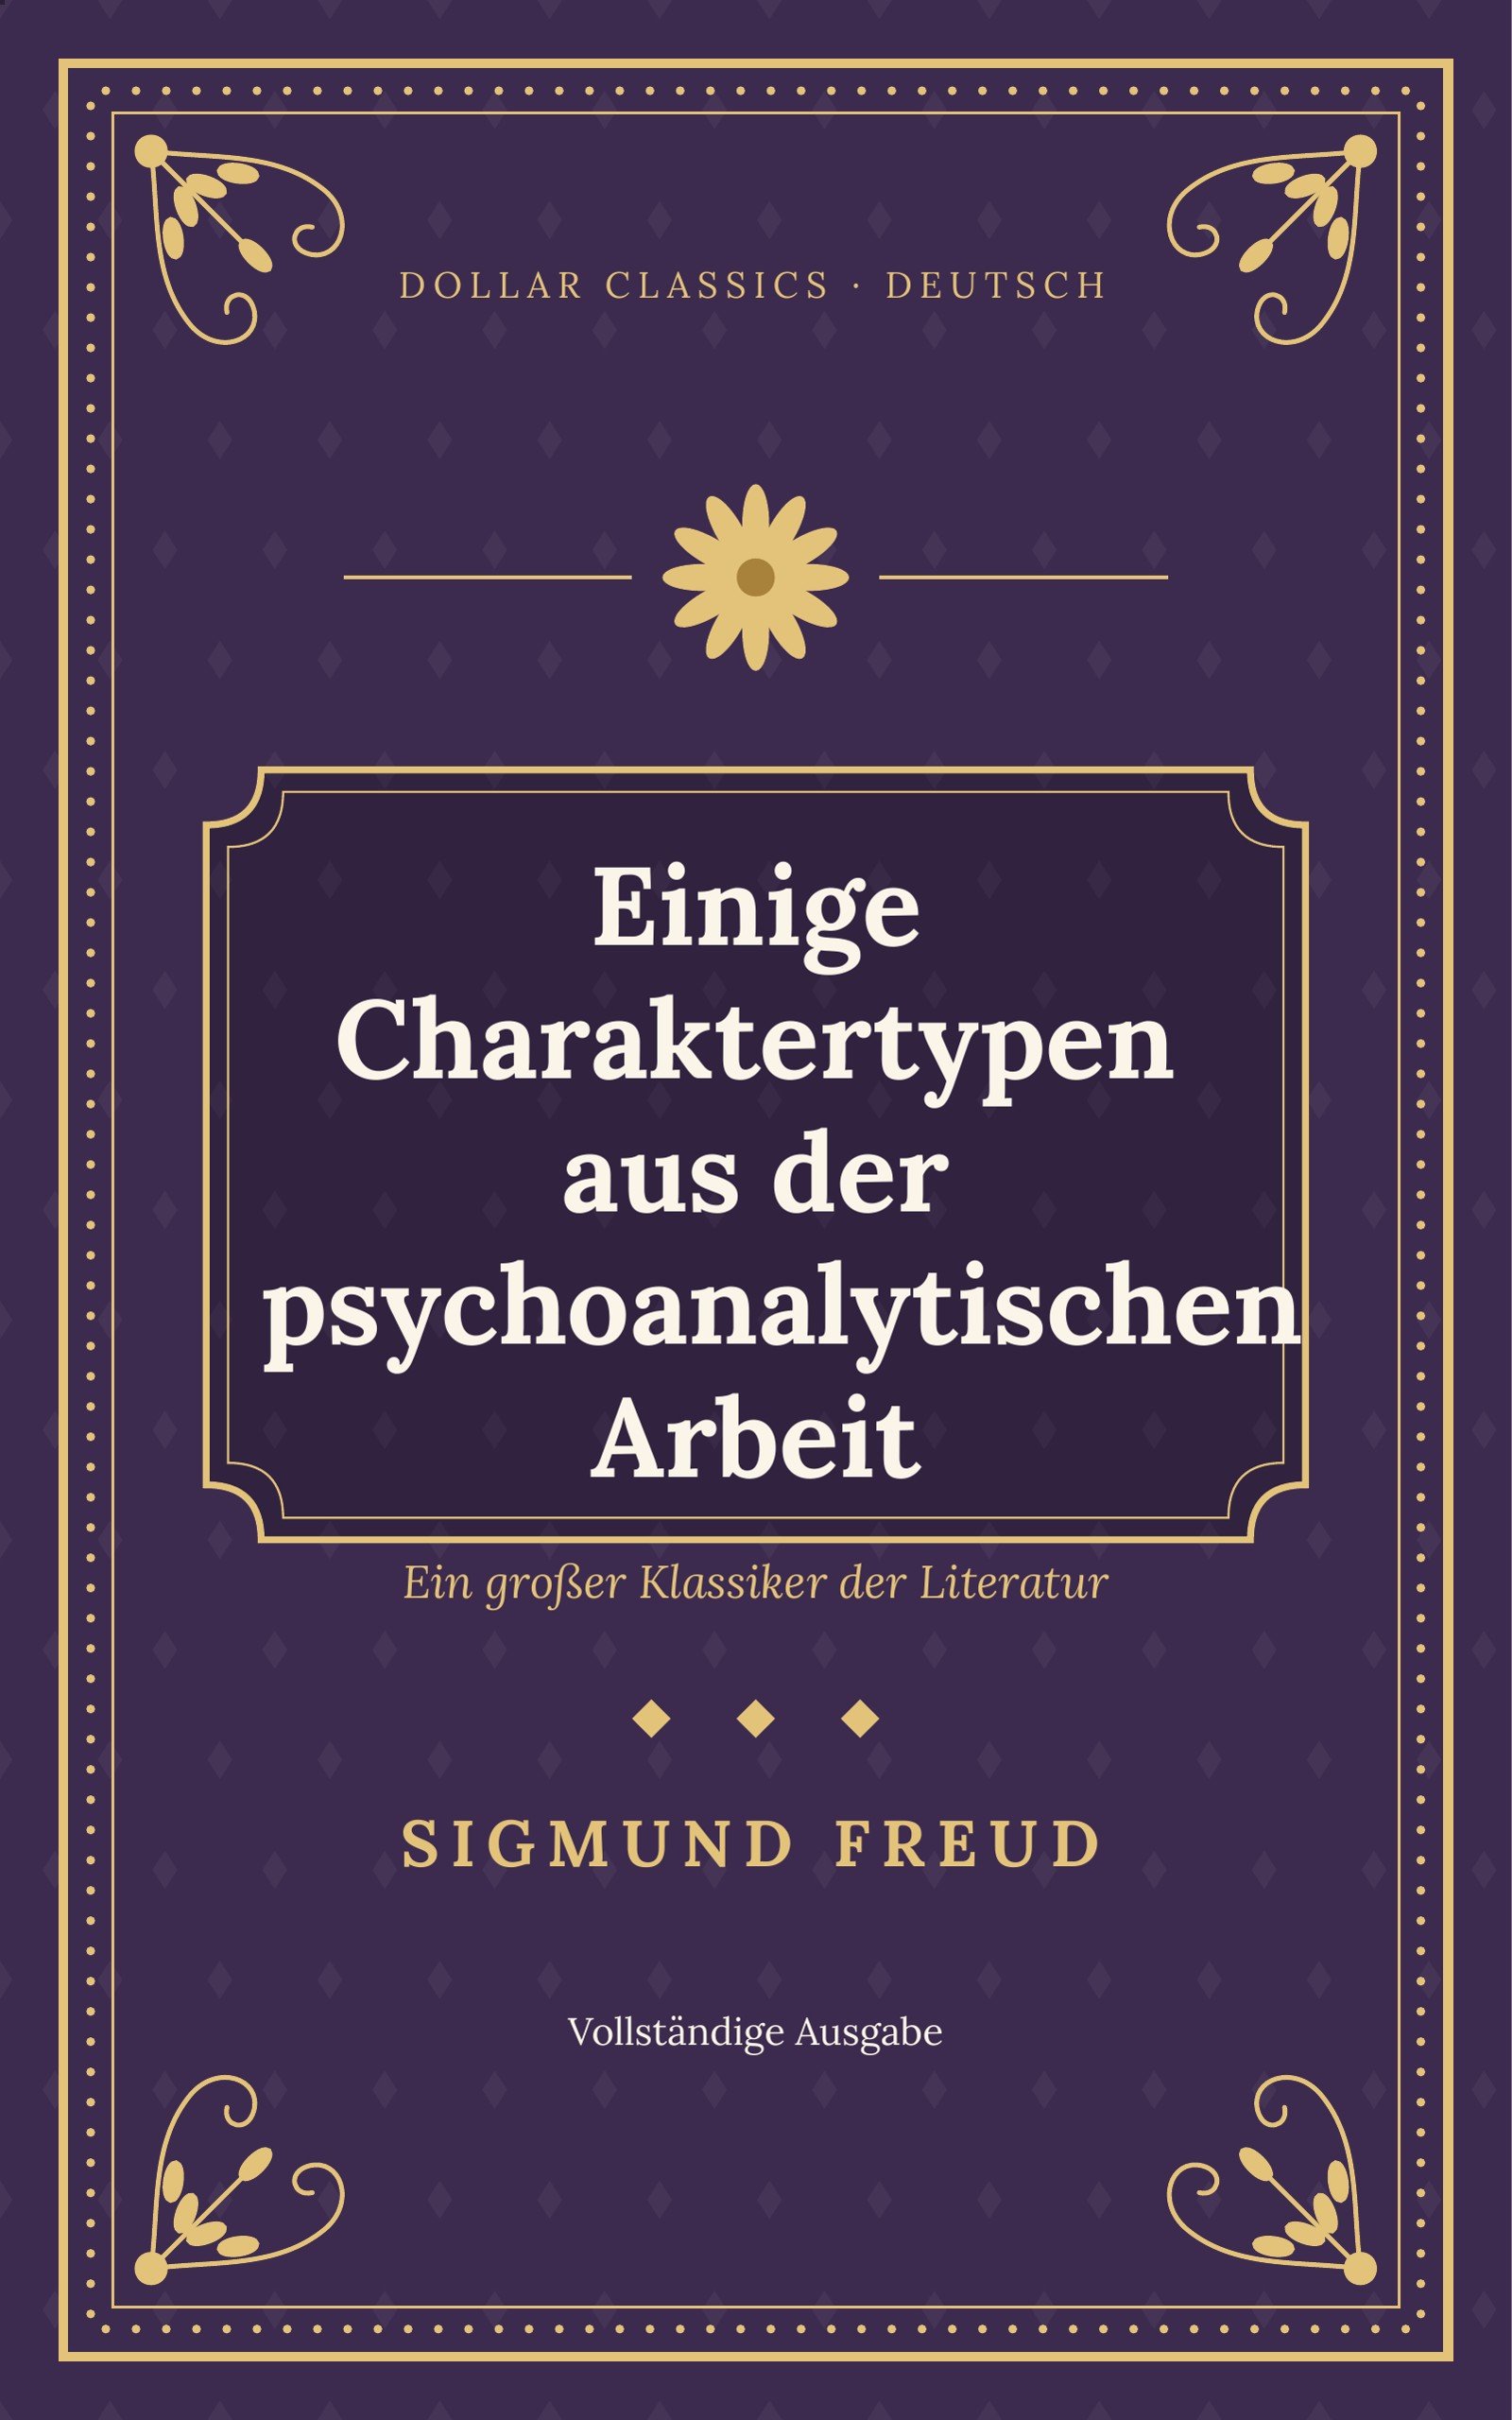 DOLLAR CLASSICS · DEUTSCH
Einige
Charaktertypen
aus der
psychoanalytischen
Arbeit
Ein großer Klassiker der Literatur
SIGMUND FREUD
Vollständige Ausgabe